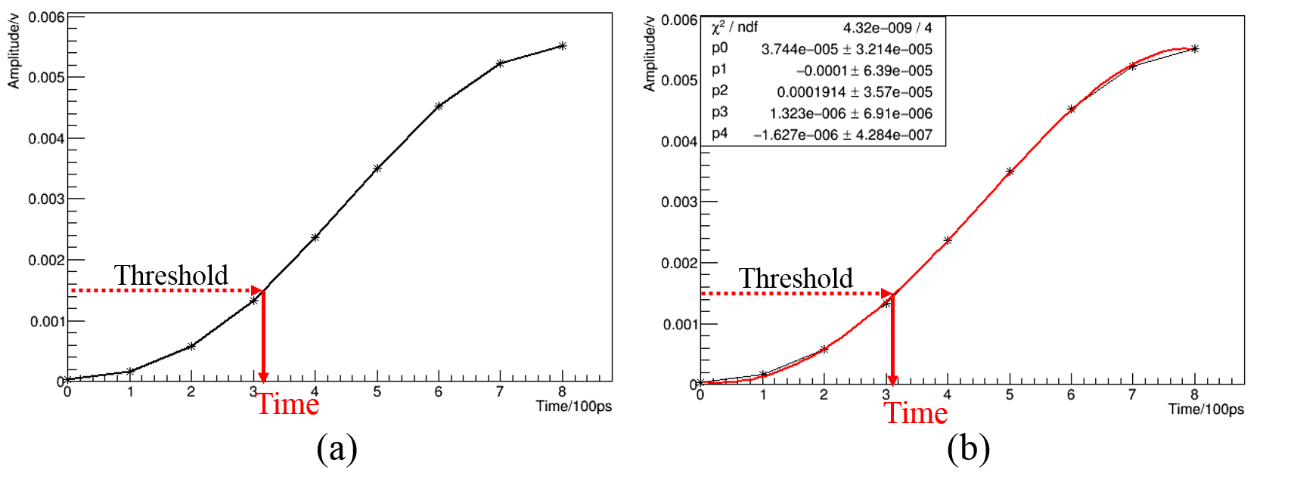 Amplitude/v
0.006
0.005
0.004
0.003
0.002
0.001
0
Threshold
0 1 2 3 4 5 6 7 8
Time
Time/100ps
(a)
Amplitude/v
0.006
0.005
0.004
0.003
0.002
0.001
0
χ² / ndf 4.32e−009 / 4
p0 3.744e−005 ± 3.214e−005
p1 −0.0001 ± 6.39e−005
p2 0.0001914 ± 3.57e−005
p3 1.323e−006 ± 6.91e−006
p4 −1.627e−006 ± 4.284e−007
Threshold
0 1 2 3 4 5 6 7 8
Time
Time/100ps
(b)